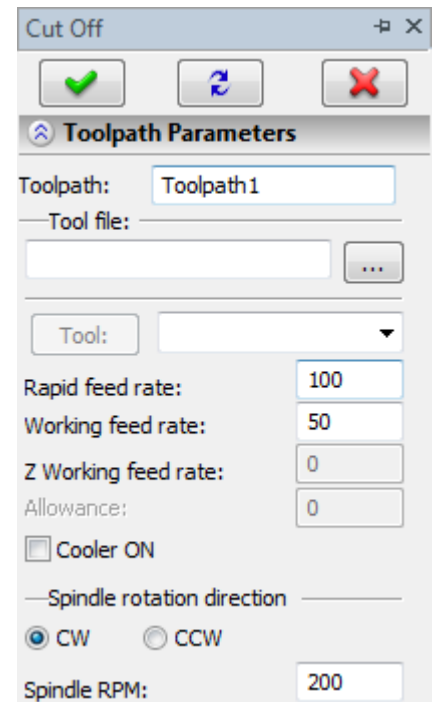 Cut Off
Toolpath Parameters
Toolpath: Toolpath1
Tool file:
...
Tool:
Rapid feed rate: 100
Working feed rate: 50
Z Working feed rate: 0
Allowance: 0
Cooler ON
Spindle rotation direction
CW CCW
Spindle RPM: 200